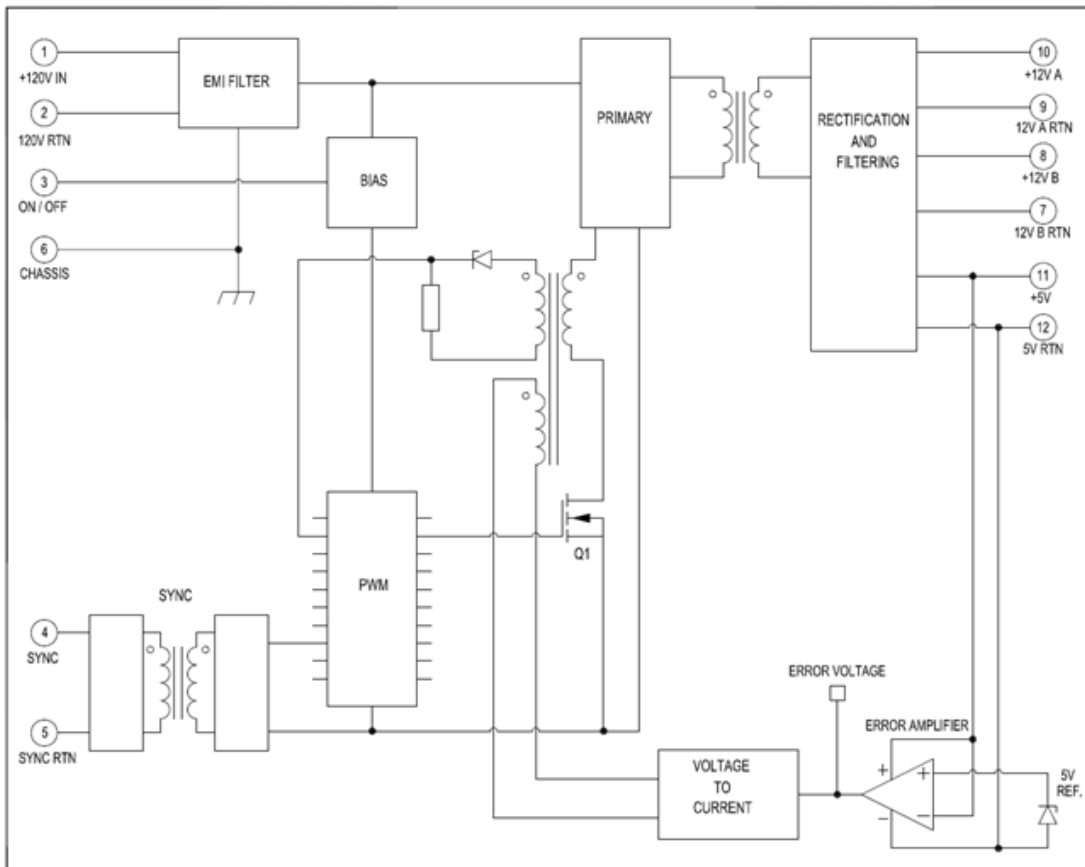 1
+120V IN
2
120V RTN
3
ON / OFF
6
CHASSIS
EMI FILTER
BIAS
PRIMARY
RECTIFICATION
AND
FILTERING
10
+12V A
9
12V A RTN
8
+12V B
7
12V B RTN
11
+5V
12
5V RTN
Q1
PWM
SYNC
4
SYNC
5
SYNC RTN
ERROR VOLTAGE
ERROR AMPLIFIER
VOLTAGE
TO
CURRENT
+
-
+
-
5V
REF.